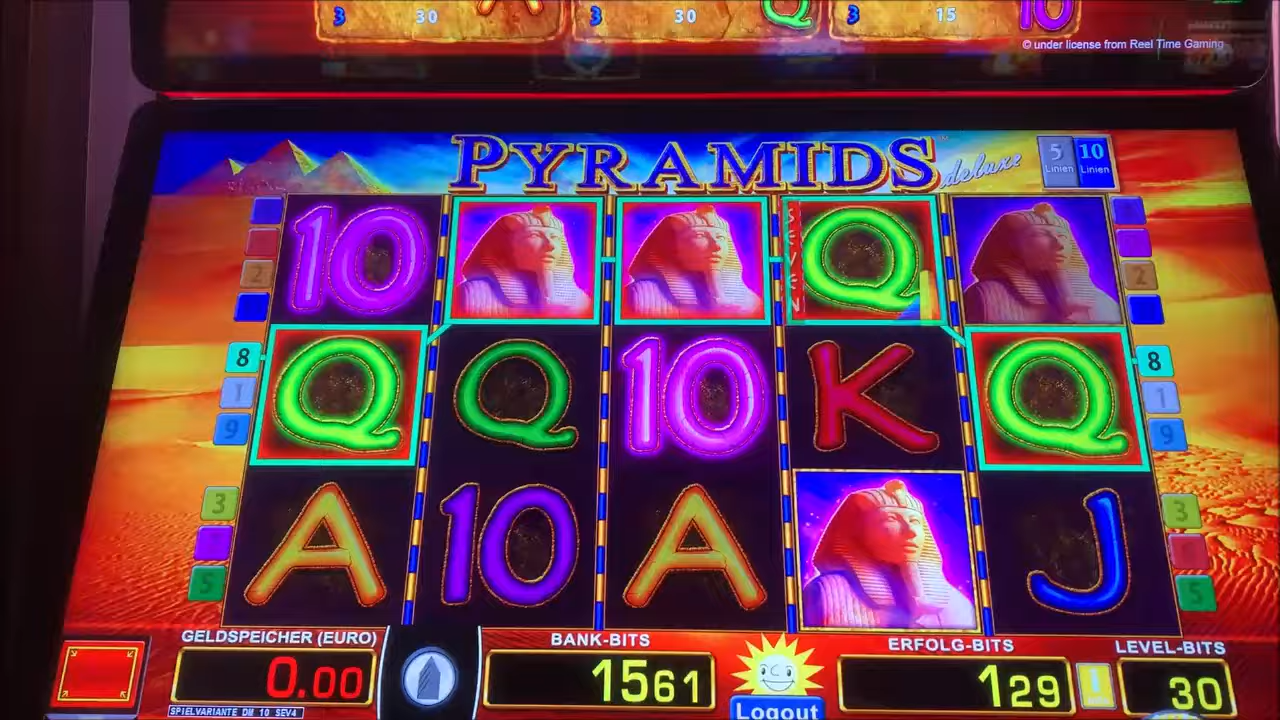 3 30 3 30 Q 3 15 10
© under license from Reel Time Gaming
PYRAMIDS deluxe
5 Linien 10 Linien
10 Q
2 2
8 Q Q 10 K Q 8
1 1
9 9
3 A 10 A J 3
5 5
GELDSPEICHER (EURO) BANK-BITS ERFOLG-BITS LEVEL-BITS
0.00 1561 129 30
SPIELVARIANTE DM 10 SEV4
Logout